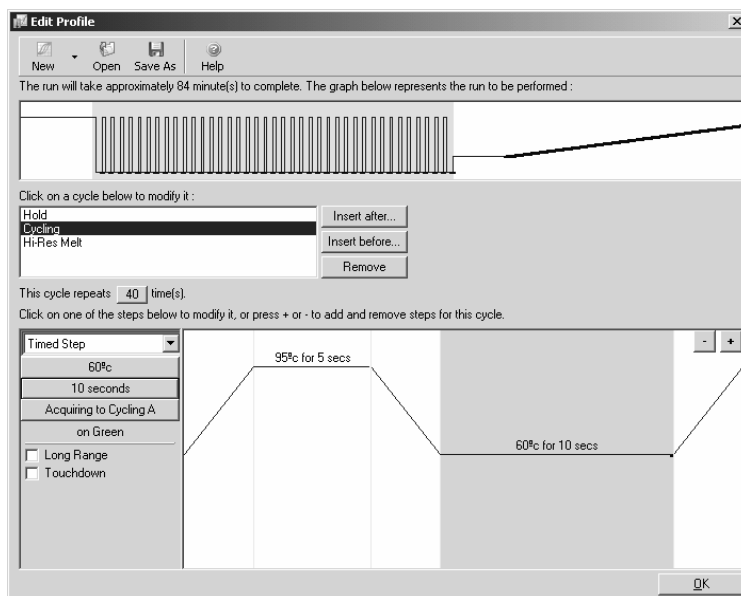 Edit Profile
New Open Save As Help
The run will take approximately 84 minute(s) to complete. The graph below represents the run to be performed :
Click on a cycle below to modify it :
Hold
Cycling
Hi-Res Melt
Insert after...
Insert before...
Remove
This cycle repeats 40 time(s).
Click on one of the steps below to modify it, or press + or - to add and remove steps for this cycle.
Timed Step
60ºc
10 seconds
Acquiring to Cycling A
on Green
Long Range
Touchdown
95ºc for 5 secs
60ºc for 10 secs
- +
OK